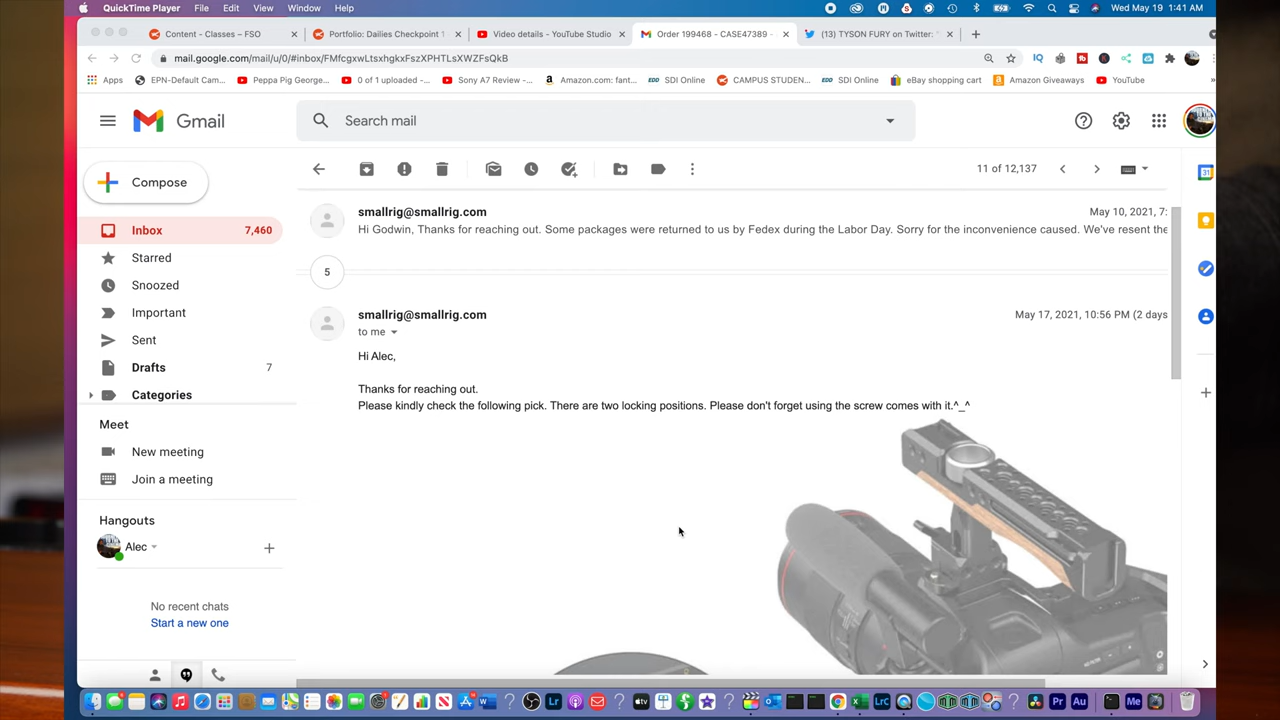 QuickTime Player File Edit View Window Help
Wed May 19 1:41 AM
Content - Classes – FSO
Portfolio: Dailies Checkpoint 1
Video details - YouTube Studio
Order 199468 - CASE47389 -
(13) TYSON FURY on Twitter: "
Apps
EPN-Default Cam...
Peppa Pig George...
0 of 1 uploaded -...
Sony A7 Review -...
Amazon.com: fant...
SDI Online
CAMPUS STUDEN...
SDI Online
eBay shopping cart
Amazon Giveaways
YouTube
Gmail
Search mail
Compose
11 of 12,137
Inbox 7,460
Starred
Snoozed
Important
Sent
Drafts 7
Categories
Meet
New meeting
Join a meeting
Hangouts
Alec
No recent chats
Start a new one
smallrig@smallrig.com
May 10, 2021, 7:
Hi Godwin, Thanks for reaching out. Some packages were returned to us by Fedex during the Labor Day. Sorry for the inconvenience caused. We've resent the
5
smallrig@smallrig.com
May 17, 2021, 10:56 PM (2 days
to me
Hi Alec,
Thanks for reaching out.
Please kindly check the following pick. There are two locking positions. Please don't forget using the screw comes with it.^_^